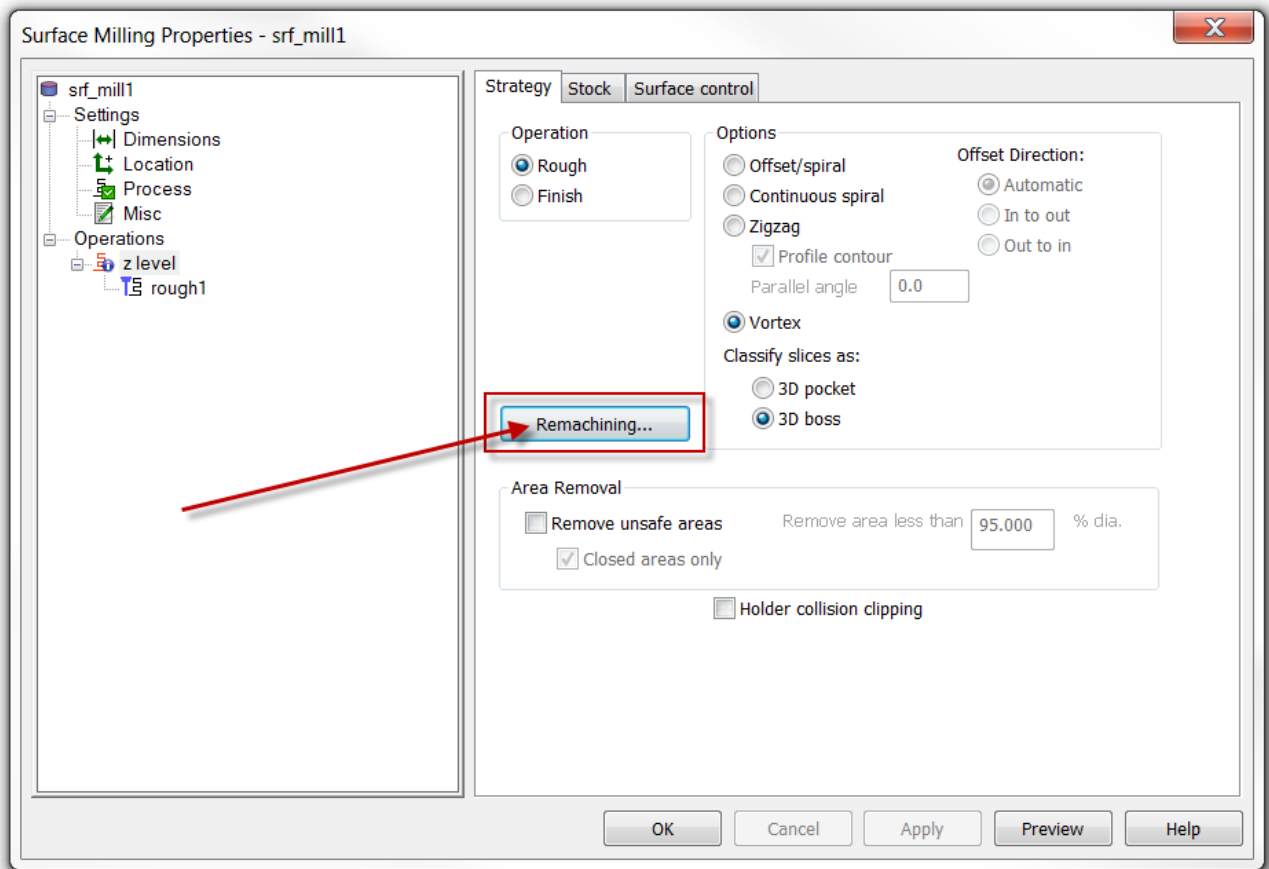 Surface Milling Properties - srf_mill1
srf_mill1
Settings
Dimensions
Location
Process
Misc
Operations
z level
rough1
Strategy Stock Surface control
Operation
Rough
Finish
Options
Offset/spiral
Continuous spiral
Zigzag
Profile contour
Parallel angle 0.0
Vortex
Classify slices as:
3D pocket
3D boss
Offset Direction:
Automatic
In to out
Out to in
Remachining...
Area Removal
Remove unsafe areas Remove area less than 95.000 % dia.
Closed areas only
Holder collision clipping
OK Cancel Apply Preview Help